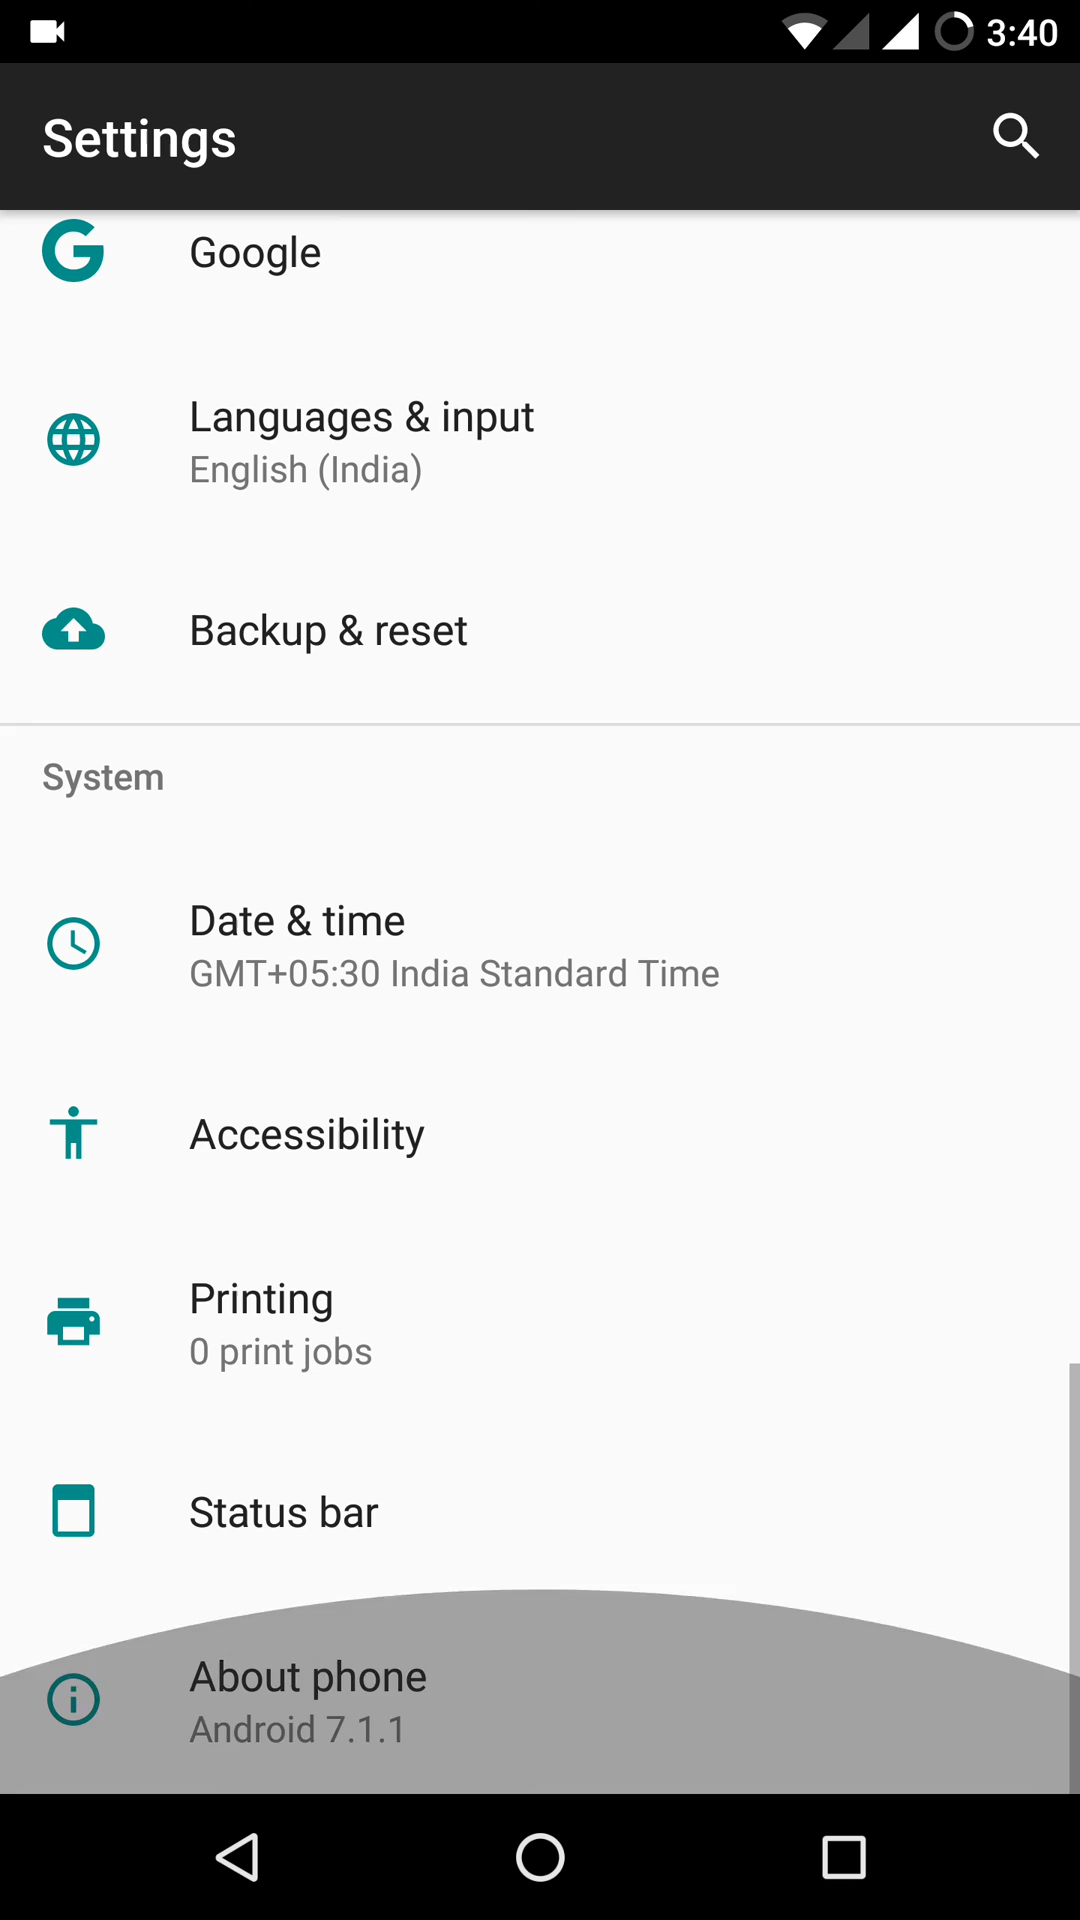 3:40
Settings
Google
Languages & input
English (India)
Backup & reset
System
Date & time
GMT+05:30 India Standard Time
Accessibility
Printing
0 print jobs
Status bar
About phone
Android 7.1.1